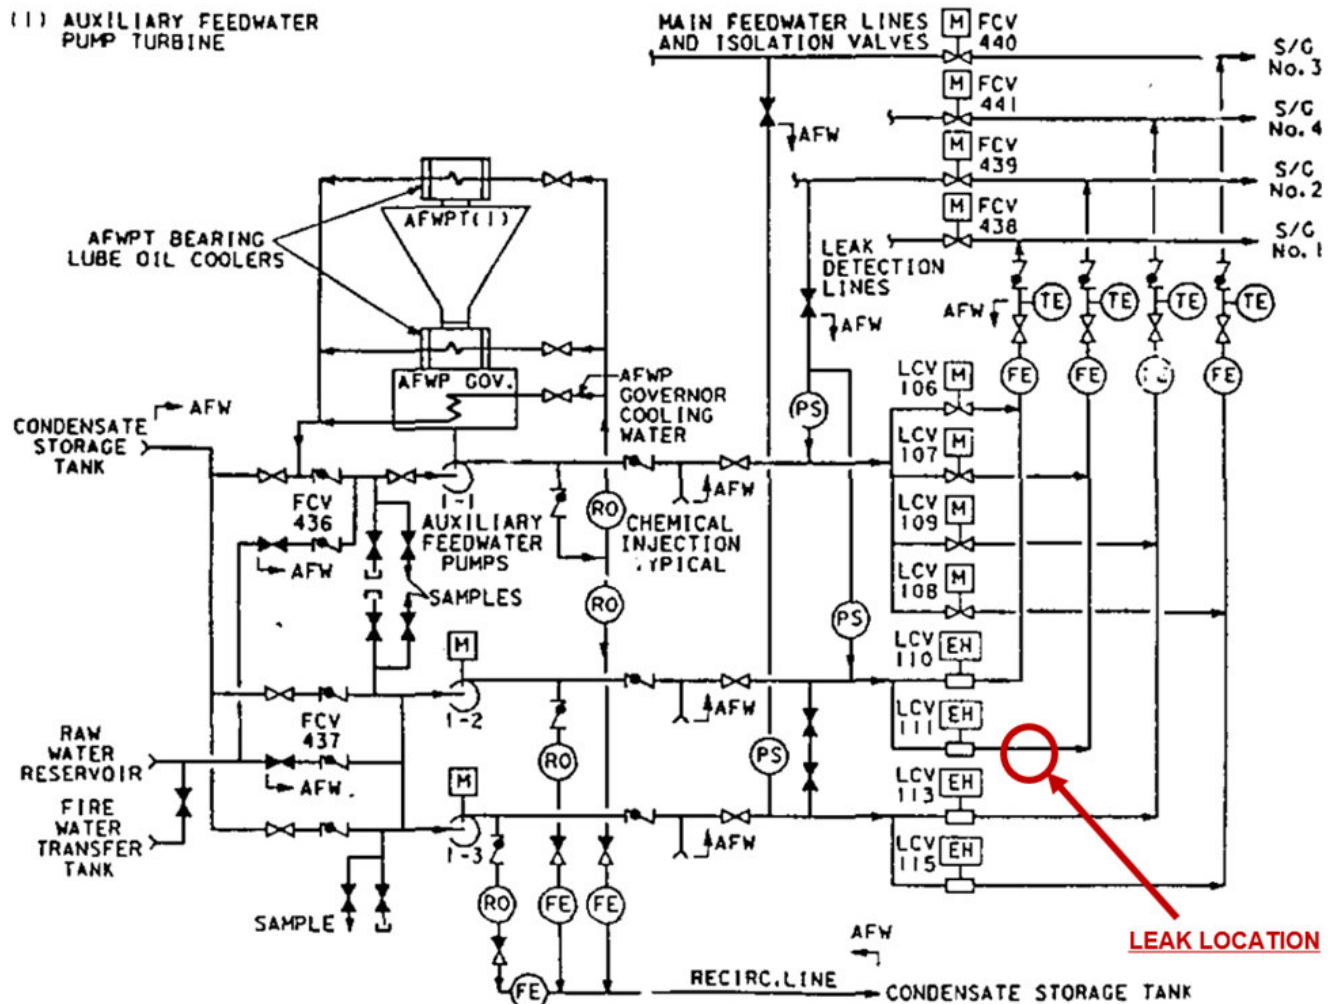 (1) AUXILIARY FEEDWATER
PUMP TURBINE
MAIN FEEDWATER LINES
AND ISOLATION VALVES
M
FCV
440
S/G
No. 3
M
FCV
441
S/G
No. 4
AFW
M
FCV
439
S/G
No. 2
M
FCV
438
S/G
No. 1
AFWPT(1)
AFWPT BEARING
LUBE OIL COOLERS
LEAK
DETECTION
LINES
AFW
AFW
TE
TE
TE
TE
AFWP GOV.
AFWP
GOVERNOR
COOLING
WATER
PS
LCV
106
M
FE
FE
FE
AFW
CONDENSATE
STORAGE
TANK
LCV
107
M
FCV
436
1-1
RO
AFW
CHEMICAL
INJECTION
TYPICAL
AUXILIARY
FEEDWATER
PUMPS
LCV
109
M
AFW
SAMPLES
RO
PS
LCV
108
M
M
LCV
110
EH
FCV
437
1-2
AFW
LCV
111
EH
RAW
WATER
RESERVOIR
AFW.
RO
PS
M
LCV
113
EH
FIRE
WATER
TRANSFER
TANK
1-3
AFW
LCV
115
EH
SAMPLE
RO
FE
FE
AFW
LEAK LOCATION
FE
RECIRC.LINE
CONDENSATE STORAGE TANK